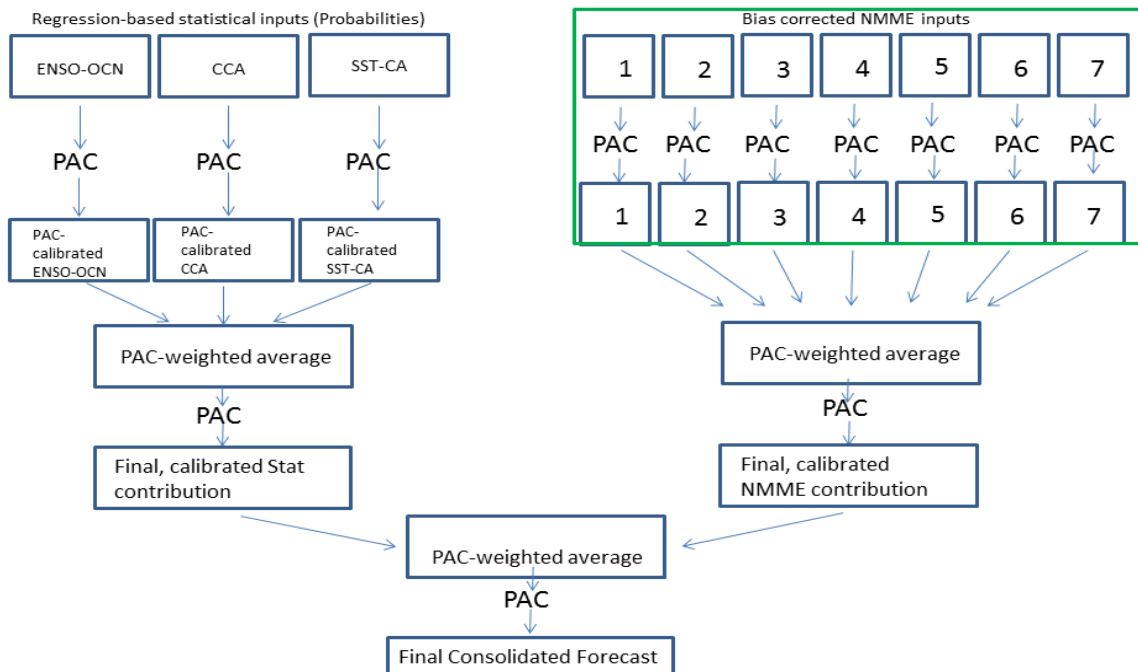 Regression-based statistical inputs (Probabilities)
ENSO-OCN
CCA
SST-CA
PAC
PAC
PAC
PAC-
calibrated
ENSO-OCN
PAC-
calibrated
CCA
PAC-
calibrated
SST-CA
PAC-weighted average
PAC
Final, calibrated Stat
contribution
Bias corrected NMME inputs
1
2
3
4
5
6
7
PAC
PAC
PAC
PAC
PAC
PAC
PAC
1
2
3
4
5
6
7
PAC-weighted average
PAC
Final, calibrated
NMME contribution
PAC-weighted average
PAC
Final Consolidated Forecast